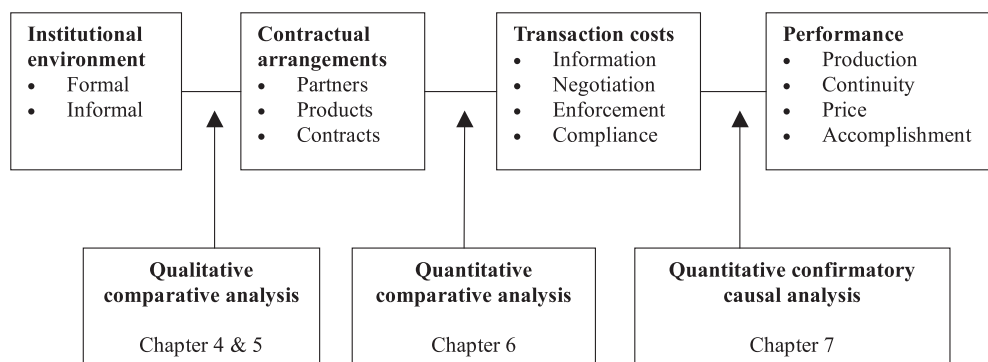 Institutional
environment
• Formal
• Informal
Contractual
arrangements
• Partners
• Products
• Contracts
Transaction costs
• Information
• Negotiation
• Enforcement
• Compliance
Performance
• Production
• Continuity
• Price
• Accomplishment
Qualitative
comparative analysis
Chapter 4 & 5
Quantitative
comparative analysis
Chapter 6
Quantitative confirmatory
causal analysis
Chapter 7